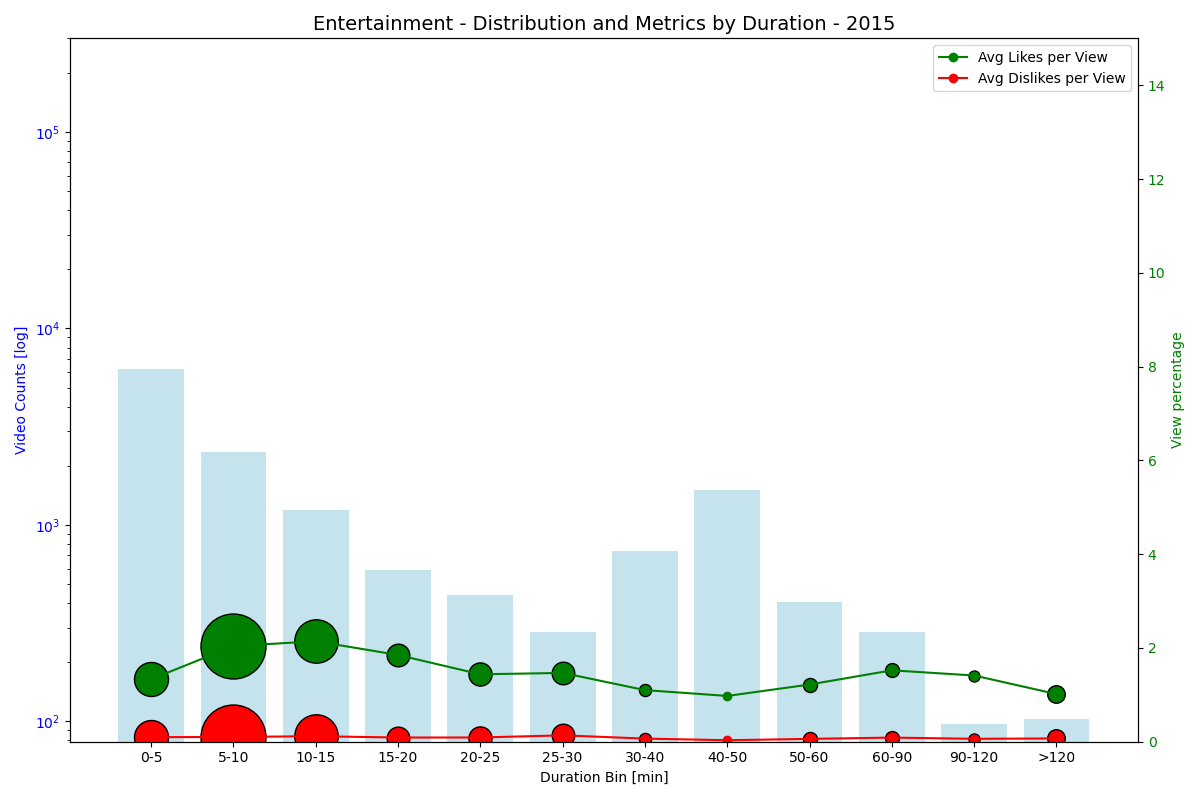 Entertainment - Distribution and Metrics by Duration - 2015
Avg Likes per View
Avg Dislikes per View
Video Counts [log]
10^5
10^4
10^3
10^2
View percentage
14
12
10
8
6
4
2
0
0-5 5-10 10-15 15-20 20-25 25-30 30-40 40-50 50-60 60-90 90-120 >120
Duration Bin [min]